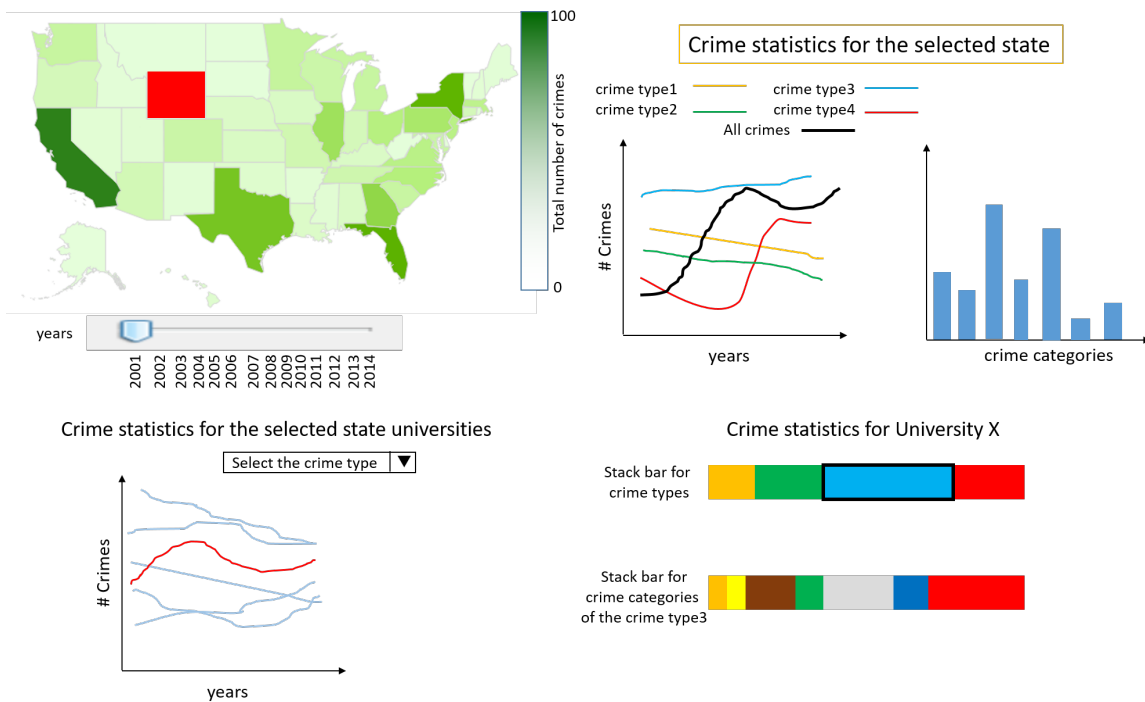 100
Total number of crimes
0
years
2001
2002
2003
2004
2005
2006
2007
2008
2009
2010
2011
2012
2013
2014
Crime statistics for the selected state
crime type1
crime type3
crime type2
crime type4
All crimes
# Crimes
years
crime categories
Crime statistics for the selected state universities
Select the crime type
# Crimes
years
Crime statistics for University X
Stack bar for
crime types
Stack bar for
crime categories
of the crime type3